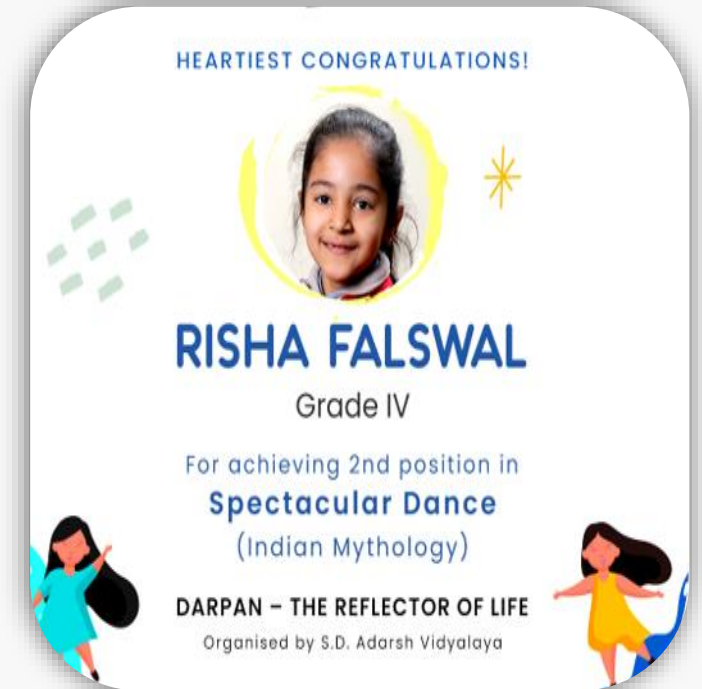 HEARTIEST CONGRATULATIONS!
RISHA FALSWAL
Grade IV
For achieving 2nd position in
Spectacular Dance
(Indian Mythology)
DARPAN – THE REFLECTOR OF LIFE
Organised by S.D. Adarsh Vidyalaya